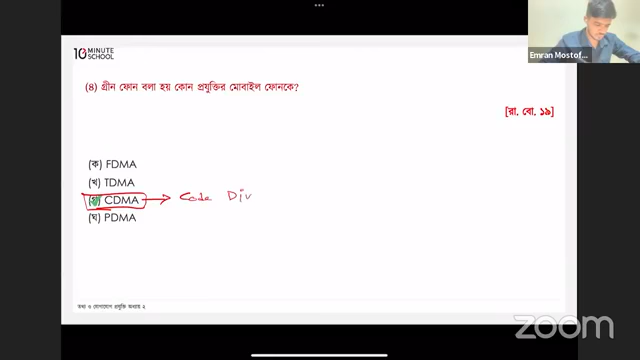 10 MINUTE SCHOOL
Emran Mostof...
(৪) গ্রীন ফোন বলা হয় কোন প্রযুক্তির মোবাইল ফোনকে?
[রা. বো. ১৯]
(ক) FDMA
(খ) TDMA
(গ) CDMA → Code Div
(ঘ) PDMA
তথ্য ও যোগাযোগ প্রযুক্তি অধ্যায় ২
zoom